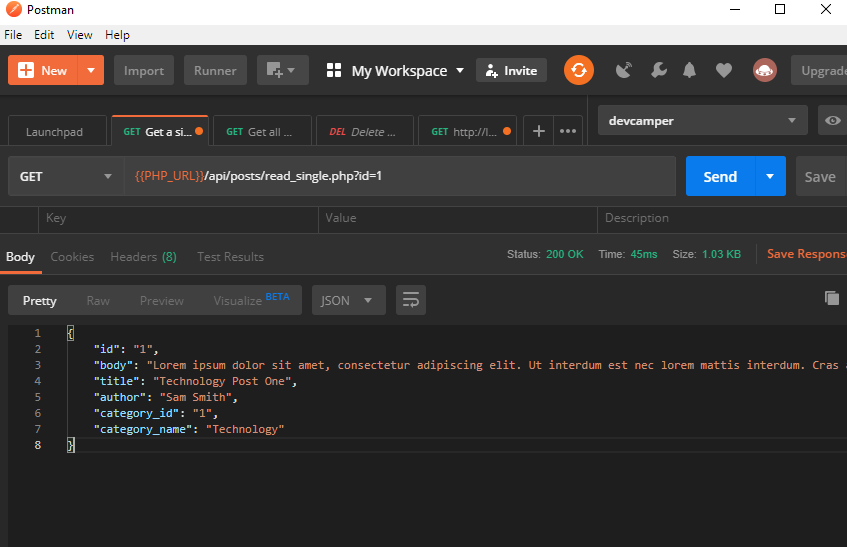 Postman
File Edit View Help
New Import Runner My Workspace Invite Upgrade
Launchpad GET Get a si... GET Get all ... DEL Delete ... GET http://l... + ••• devcamper
GET {{PHP_URL}}/api/posts/read_single.php?id=1 Send Save
Key Value Description
Body Cookies Headers (8) Test Results Status: 200 OK Time: 45ms Size: 1.03 KB Save Respons
Pretty Raw Preview Visualize BETA JSON
1 {
2 "id": "1",
3 "body": "Lorem ipsum dolor sit amet, consectetur adipiscing elit. Ut interdum est nec lorem mattis interdum. Cras
4 "title": "Technology Post One",
5 "author": "Sam Smith",
6 "category_id": "1",
7 "category_name": "Technology"
8 }